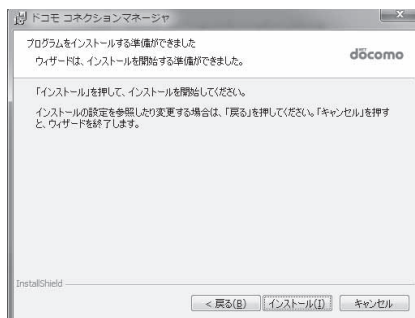 ドコモ コネクションマネージャ
プログラムをインストールする準備ができました
ウィザードは、インストールを開始する準備ができました。
döcomo
「インストール」を押して、インストールを開始してください。
インストールの設定を参照したり変更する場合は、「戻る」を押してください。「キャンセル」を押す
と、ウィザードを終了します。
InstallShield
< 戻る(B)
インストール(I)
キャンセル